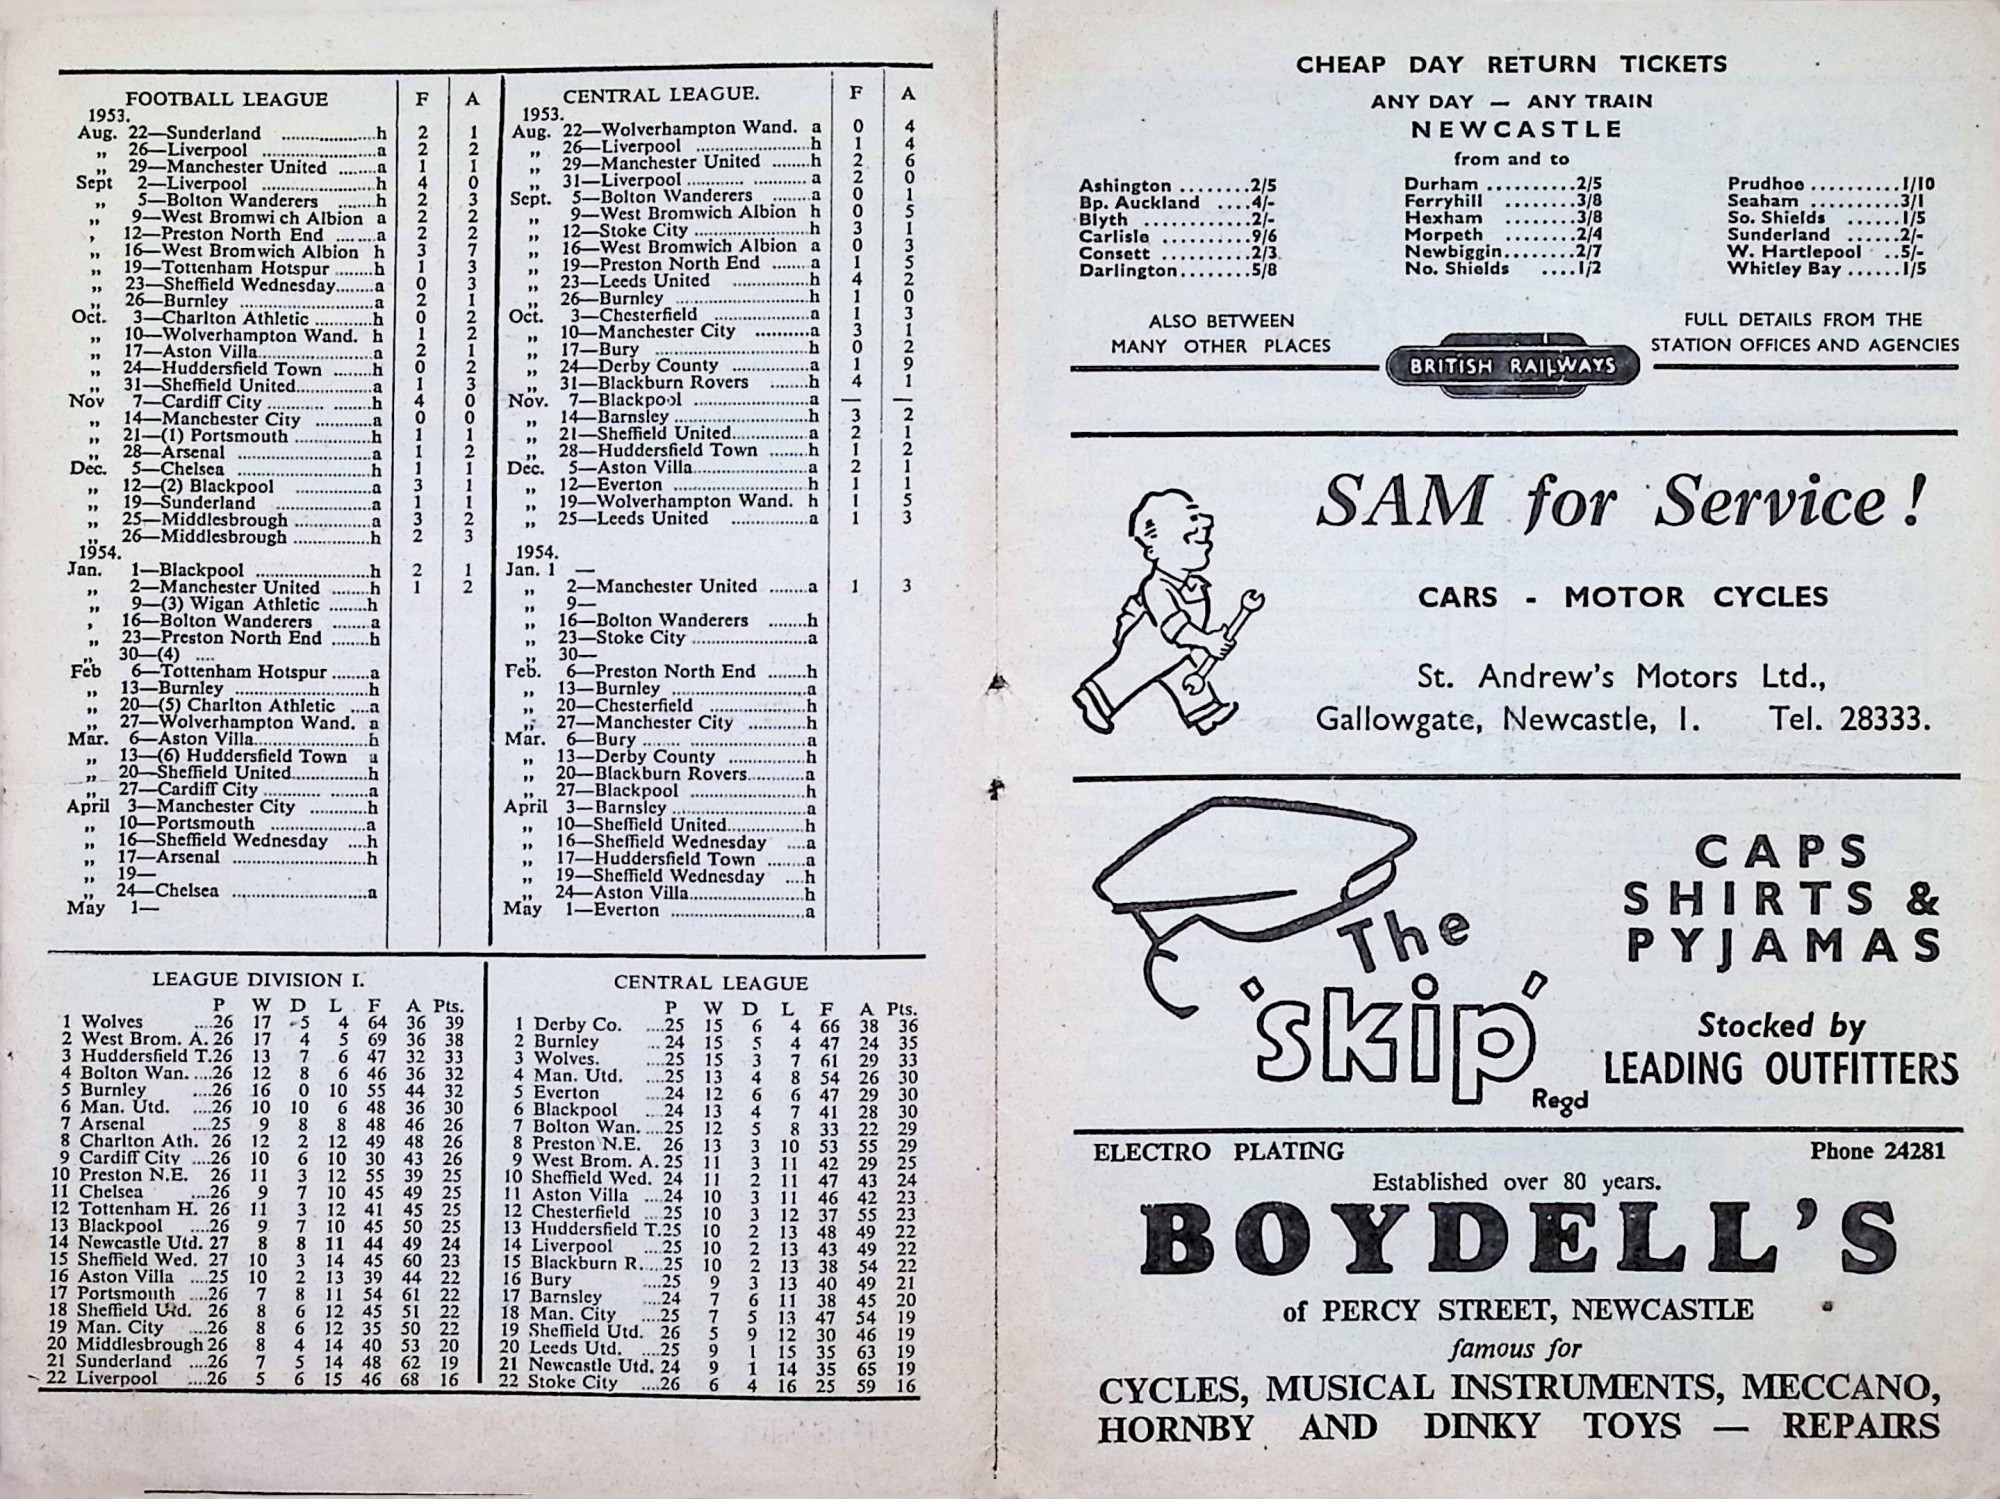 FOOTBALL LEAGUE F A
1953.
Aug. 22—Sunderland ....................h 2 1
„ 26—Liverpool ....................a 2 2
„ 29—Manchester United ........a 1 1
Sept 2—Liverpool ....................h 4 0
„ 5—Bolton Wanderers ........h 2 3
„ 9—West Bromwich Albion a 2 2
, 12—Preston North End ........a 2 2
„ 16—West Bromwich Albion h 3 7
„ 19—Tottenham Hotspur ........h 1 3
„ 23—Sheffield Wednesday........a 0 3
„ 26—Burnley ....................a 2 1
Oct. 3—Charlton Athletic ............h 0 2
„ 10—Wolverhampton Wand. h 1 2
„ 17—Aston Villa....................a 2 1
„ 24—Huddersfield Town ........h 0 2
„ 31—Sheffield United...............a 1 3
Nov 7—Cardiff City ....................h 4 0
„ 14—Manchester City ............a 0 0
„ 21—(1) Portsmouth ...............h 1 1
„ 28—Arsenal ....................a 1 2
Dec. 5—Chelsea ....................h 1 1
„ 12—(2) Blackpool ...............a 3 1
„ 19—Sunderland ....................a 1 1
„ 25—Middlesbrough ...............a 3 2
„ 26—Middlesbrough ...............h 2 3
1954.
Jan. 1—Blackpool ....................h 2 1
„ 2—Manchester United ........h 1 2
„ 9—(3) Wigan Athletic ........h
, 16—Bolton Wanderers ........a
„ 23—Preston North End ........h
„ 30—(4) ....
Feb 6—Tottenham Hotspur ........a
„ 13—Burnley ....................h
„ 20—(5) Charlton Athletic ....a
„ 27—Wolverhampton Wand. a
Mar. 6—Aston Villa....................h
„ 13—(6) Huddersfield Town a
„ 20—Sheffield United...............h
„ 27—Cardiff City ....................a
April 3—Manchester City ............h
„ 10—Portsmouth ....................a
„ 16—Sheffield Wednesday ....h
„ 17—Arsenal ....................h
„ 19—
„ 24—Chelsea ....................a
May 1—
CENTRAL LEAGUE. F A
1953.
Aug. 22—Wolverhampton Wand. a 0 4
„ 26—Liverpool ....................h 1 4
„ 29—Manchester United ........h 2 6
„ 31—Liverpool ....................a 2 0
Sept. 5—Bolton Wanderers ........a 0 1
„ 9—West Bromwich Albion h 0 5
„ 12—Stoke City ....................h 3 1
„ 16—West Bromwich Albion a 0 3
„ 19—Preston North End ........a 1 5
„ 23—Leeds United ...............h 4 2
„ 26—Burnley ....................h 1 0
Oct. 3—Chesterfield ....................a 1 3
„ 10—Manchester City ............a 3 1
„ 17—Bury ....................h 0 2
„ 24—Derby County ...............a 1 9
„ 31—Blackburn Rovers ........h 4 1
Nov. 7—Blackpool ....................a — —
„ 14—Barnsley ....................h 3 2
„ 21—Sheffield United...............a 2 1
„ 28—Huddersfield Town ........h 1 2
Dec. 5—Aston Villa....................a 2 1
„ 12—Everton ....................h 1 1
„ 19—Wolverhampton Wand. h 1 5
„ 25—Leeds United ...............a 1 3
1954.
Jan. 1 —
„ 2—Manchester United ........a 1 3
„ 9—
„ 16—Bolton Wanderers ........h
„ 23—Stoke City ....................a
„ 30—
Feb. 6—Preston North End ........h
„ 13—Burnley ....................a
„ 20—Chesterfield ....................h
„ 27—Manchester City ............h
Mar. 6—Bury ....................a
„ 13—Derby County ...............h
„ 20—Blackburn Rovers............a
„ 27—Blackpool ....................h
April 3—Barnsley ....................a
„ 10—Sheffield United...............h
„ 16—Sheffield Wednesday ....a
„ 17—Huddersfield Town ........a
„ 19—Sheffield Wednesday ....h
„ 24—Aston Villa....................h
May 1—Everton ....................a
LEAGUE DIVISION I.
P W D L F A Pts.
1 Wolves ....26 17 5 4 64 36 39
2 West Brom. A. 26 17 4 5 69 36 38
3 Huddersfield T.26 13 7 6 47 32 33
4 Bolton Wan. ....26 12 8 6 46 36 32
5 Burnley ....26 16 0 10 55 44 32
6 Man. Utd. ....26 10 10 6 48 36 30
7 Arsenal ....25 9 8 8 48 46 26
8 Charlton Ath. 26 12 2 12 49 48 26
9 Cardiff City ....26 10 6 10 30 43 26
10 Preston N.E. 26 11 3 12 55 39 25
11 Chelsea ....26 9 7 10 45 49 25
12 Tottenham H. 26 11 3 12 41 45 25
13 Blackpool ....26 9 7 10 45 50 25
14 Newcastle Utd. 27 8 8 11 44 49 24
15 Sheffield Wed. 27 10 3 14 45 60 23
16 Aston Villa ....25 10 2 13 39 44 22
17 Portsmouth ....26 7 8 11 54 61 22
18 Sheffield Utd. 26 8 6 12 45 51 22
19 Man. City ....26 8 6 12 35 50 22
20 Middlesbrough 26 8 4 14 40 53 20
21 Sunderland ....26 7 5 14 48 62 19
22 Liverpool ....26 5 6 15 46 68 16
CENTRAL LEAGUE
P W D L F A Pts.
1 Derby Co. ....25 15 6 4 66 38 36
2 Burnley ....24 15 5 4 47 24 35
3 Wolves. ....25 15 3 7 61 29 33
4 Man. Utd. ....25 13 4 8 54 26 30
5 Everton ....24 12 6 6 47 29 30
6 Blackpool ....24 13 4 7 41 28 30
7 Bolton Wan. ....25 12 5 8 33 22 29
8 Preston N.E. 26 13 3 10 53 55 29
9 West Brom. A. 25 11 3 11 42 29 25
10 Sheffield Wed. 24 11 2 11 47 43 24
11 Aston Villa ....24 10 3 11 46 42 23
12 Chesterfield ....25 10 3 12 37 55 23
13 Huddersfield T.25 10 2 13 48 49 22
14 Liverpool ....25 10 2 13 43 49 22
15 Blackburn R. ....25 10 2 13 38 54 22
16 Bury ....25 9 3 13 40 49 21
17 Barnsley ....24 7 6 11 38 45 20
18 Man. City ....25 7 5 13 47 54 19
19 Sheffield Utd. 26 5 9 12 30 46 19
20 Leeds Utd. ....25 9 1 15 35 63 19
21 Newcastle Utd. 24 9 1 14 35 65 19
22 Stoke City ....26 6 4 16 25 59 16
CHEAP DAY RETURN TICKETS
ANY DAY — ANY TRAIN
NEWCASTLE
from and to
Ashington ........2/5 Durham ..........2/5 Prudhoe ..........1/10
Bp. Auckland ....4/- Ferryhill ........3/8 Seaham ..........3/1
Blyth ............2/- Hexham ........3/8 So. Shields ......1/5
Carlisle ..........9/6 Morpeth ........2/4 Sunderland ......2/-
Consett ..........2/3 Newbiggin........2/7 W. Hartlepool ..5/-
Darlington........5/8 No. Shields ....1/2 Whitley Bay ......1/5
ALSO BETWEEN
MANY OTHER PLACES
BRITISH RAILWAYS
FULL DETAILS FROM THE
STATION OFFICES AND AGENCIES
SAM for Service !
CARS - MOTOR CYCLES
St. Andrew's Motors Ltd.,
Gallowgate, Newcastle, 1. Tel. 28333.
The
'skip'
Regd
CAPS
SHIRTS &
PYJAMAS
Stocked by
LEADING OUTFITTERS
ELECTRO PLATING Phone 24281
Established over 80 years.
BOYDELL'S
of PERCY STREET, NEWCASTLE
famous for
CYCLES, MUSICAL INSTRUMENTS, MECCANO,
HORNBY AND DINKY TOYS — REPAIRS